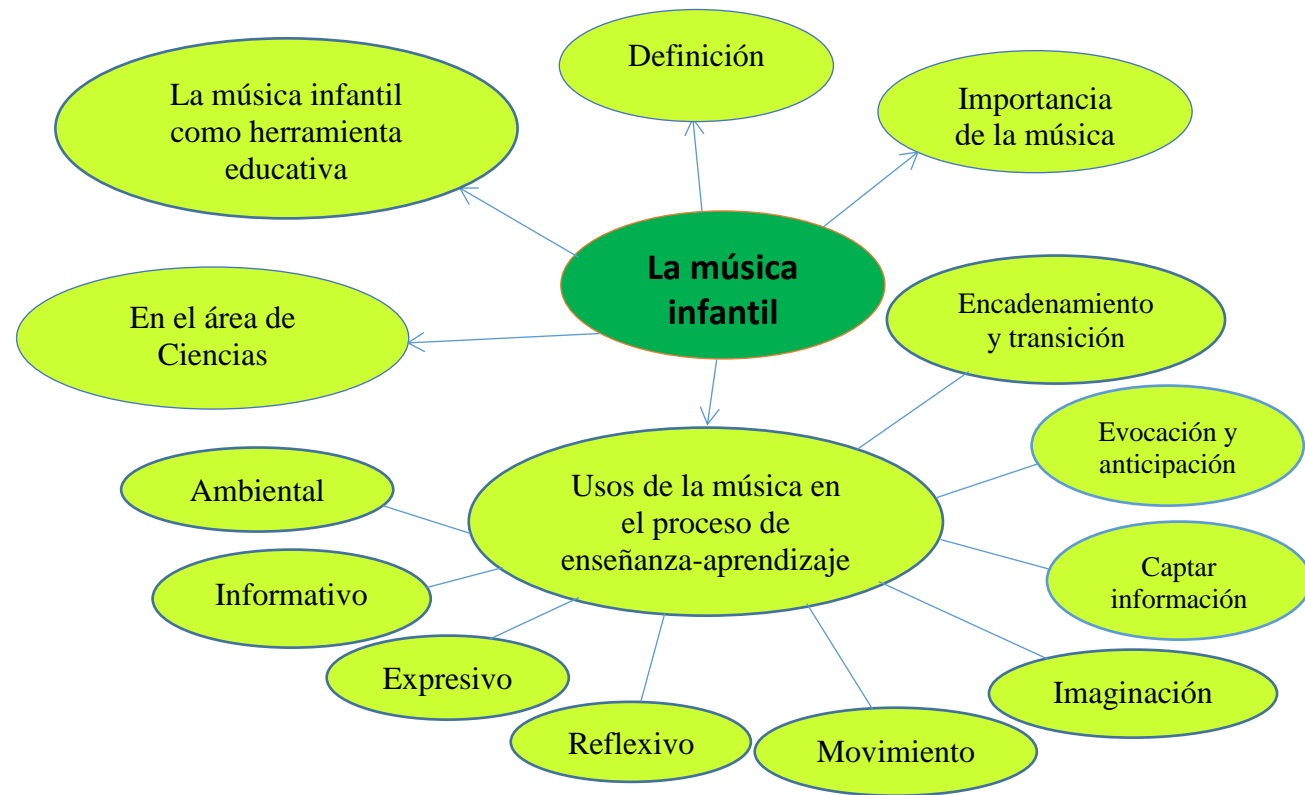 Definición
La música infantil
como herramienta
educativa
Importancia
de la música
La música
infantil
En el área de
Ciencias
Encadenamiento
y transición
Evocación y
anticipación
Usos de la música en
el proceso de
enseñanza-aprendizaje
Ambiental
Captar
información
Informativo
Expresivo
Imaginación
Reflexivo
Movimiento